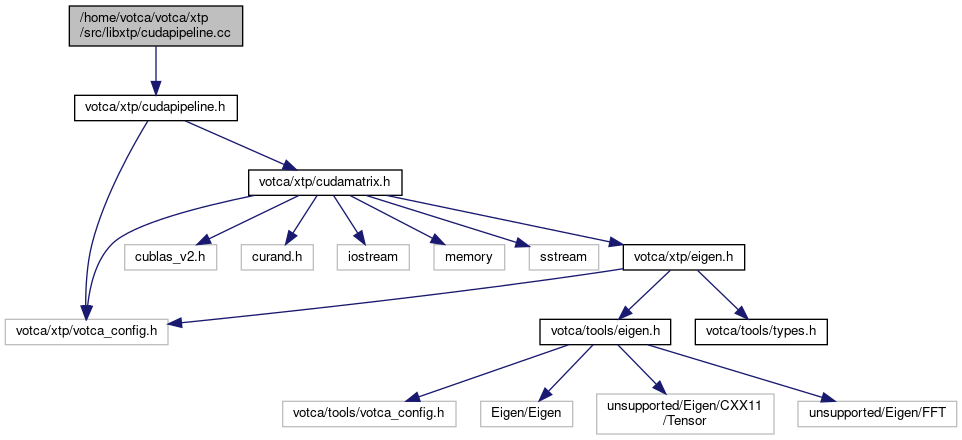 /home/votca/votca/xtp
/src/libxtp/cudapipeline.cc
votca/xtp/cudapipeline.h
votca/xtp/cudamatrix.h
cublas_v2.h
curand.h
iostream
memory
sstream
votca/xtp/eigen.h
votca/xtp/votca_config.h
votca/tools/eigen.h
votca/tools/types.h
votca/tools/votca_config.h
Eigen/Eigen
unsupported/Eigen/CXX11
/Tensor
unsupported/Eigen/FFT